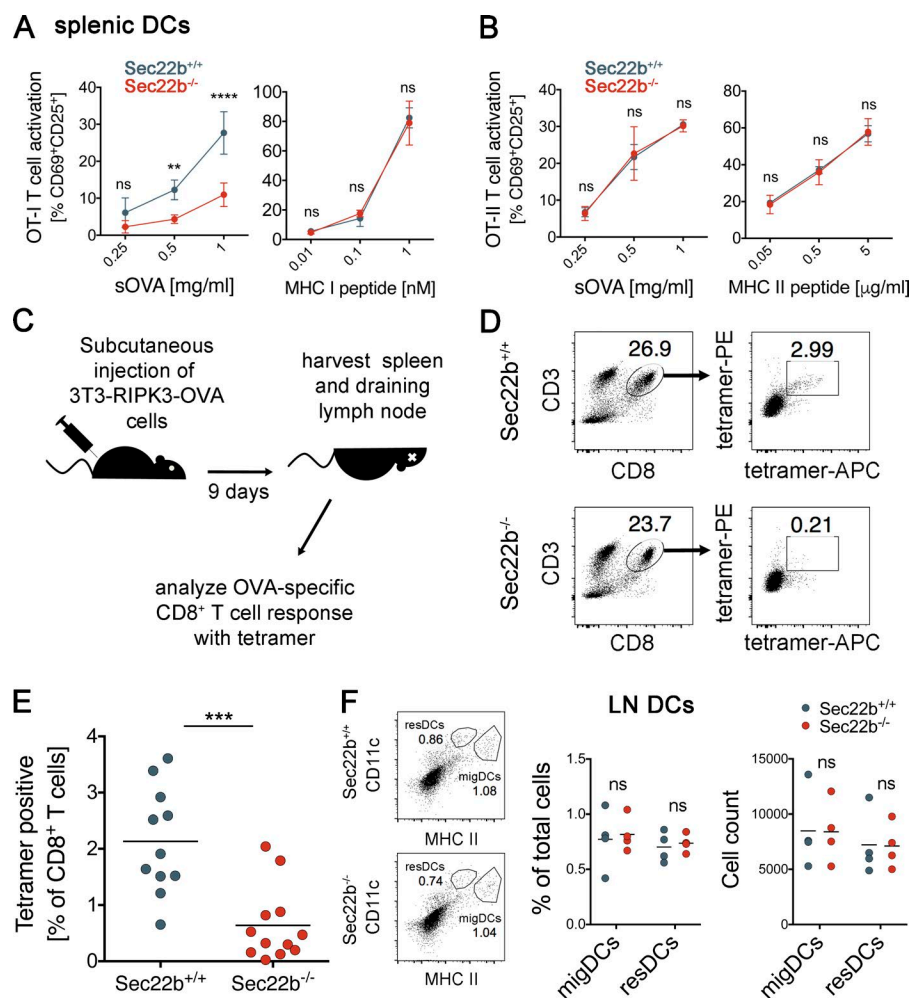 A splenic DCs
Sec22b+/+
Sec22b-/-
OT-I T cell activation
[% CD69+CD25+]
40
30
20
10
0
ns
**
****
0.25
0.5
1
sOVA [mg/ml]
100
80
60
40
20
0
ns
ns
ns
0.01
0.1
1
MHC I peptide [nM]
B
Sec22b+/+
Sec22b-/-
OT-II T cell activation
[% CD69+CD25+]
40
30
20
10
0
ns
ns
ns
0.25
0.5
1
sOVA [mg/ml]
80
60
40
20
0
ns
ns
ns
0.05
0.5
5
MHC II peptide [μg/ml]
C
Subcutaneous
injection of
3T3-RIPK3-OVA
cells
9 days
harvest spleen
and draining
lymph node
analyze OVA-specific
CD8+ T cell response
with tetramer
D
Sec22b+/+
CD3
26.9
CD8
tetramer-PE
2.99
tetramer-APC
Sec22b-/-
CD3
23.7
CD8
tetramer-PE
0.21
tetramer-APC
E
Tetramer positive
[% of CD8+ T cells]
4
3
2
1
0
***
Sec22b+/+
Sec22b-/-
F
Sec22b+/+
CD11c
resDCs
0.86
migDCs
1.08
MHC II
Sec22b-/-
CD11c
resDCs
0.74
migDCs
1.04
MHC II
LN DCs
Sec22b+/+
Sec22b-/-
% of total cells
1.5
1.0
0.5
0.0
ns
ns
migDCs
resDCs
Cell count
15000
10000
5000
0
ns
ns
migDCs
resDCs